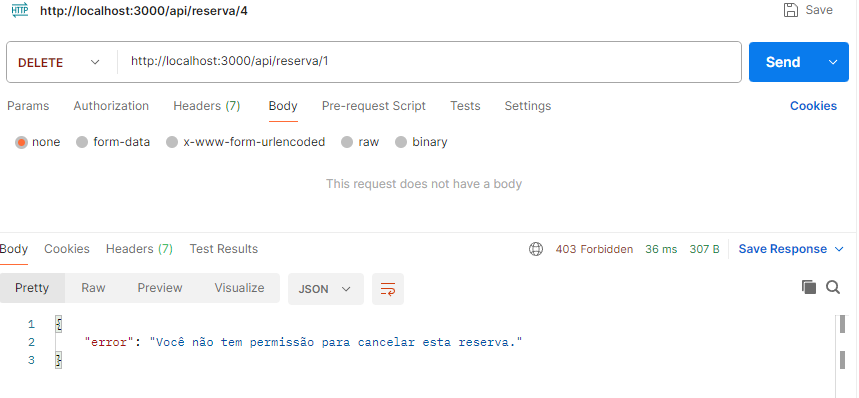 HTTP http://localhost:3000/api/reserva/4 Save
DELETE http://localhost:3000/api/reserva/1 Send
Params Authorization Headers (7) Body Pre-request Script Tests Settings Cookies
none form-data x-www-form-urlencoded raw binary
This request does not have a body
Body Cookies Headers (7) Test Results 403 Forbidden 36 ms 307 B Save Response
Pretty Raw Preview Visualize JSON
1 {
2 "error": "Você não tem permissão para cancelar esta reserva."
3 }